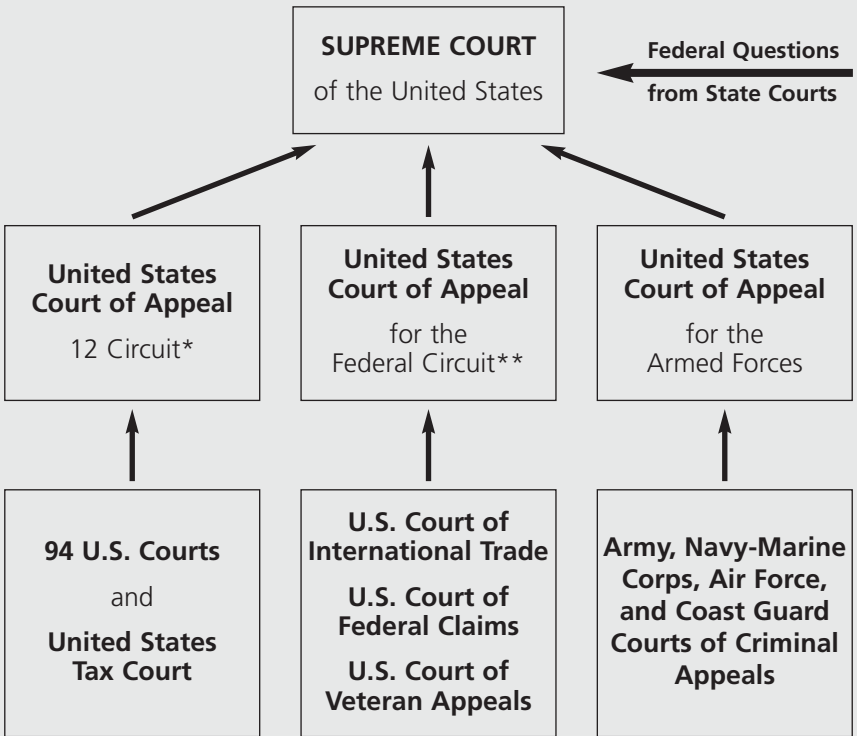 SUPREME COURT
of the United States
Federal Questions
from State Courts
United States
Court of Appeal
12 Circuit*
United States
Court of Appeal
for the
Federal Circuit**
United States
Court of Appeal
for the
Armed Forces
94 U.S. Courts
and
United States
Tax Court
U.S. Court of
International Trade
U.S. Court of
Federal Claims
U.S. Court of
Veteran Appeals
Army, Navy-Marine
Corps, Air Force,
and Coast Guard
Courts of Criminal
Appeals